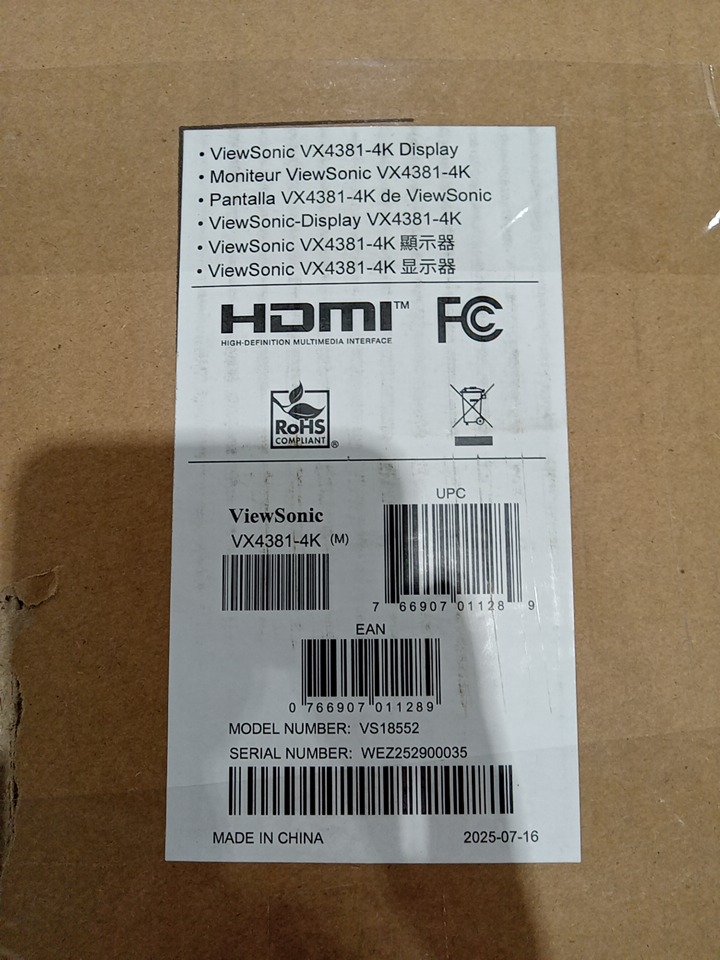 • ViewSonic VX4381-4K Display
• Moniteur ViewSonic VX4381-4K
• Pantalla VX4381-4K de ViewSonic
• ViewSonic-Display VX4381-4K
• ViewSonic VX4381-4K 顯示器
• ViewSonic VX4381-4K 显示器
HDMI™ FC
HIGH-DEFINITION MULTIMEDIA INTERFACE
RoHS
COMPLIANT ®
UPC
ViewSonic
VX4381-4K (M)
7 66907 01128 9
EAN
0 766907 011289
MODEL NUMBER: VS18552
SERIAL NUMBER: WEZ252900035
MADE IN CHINA 2025-07-16